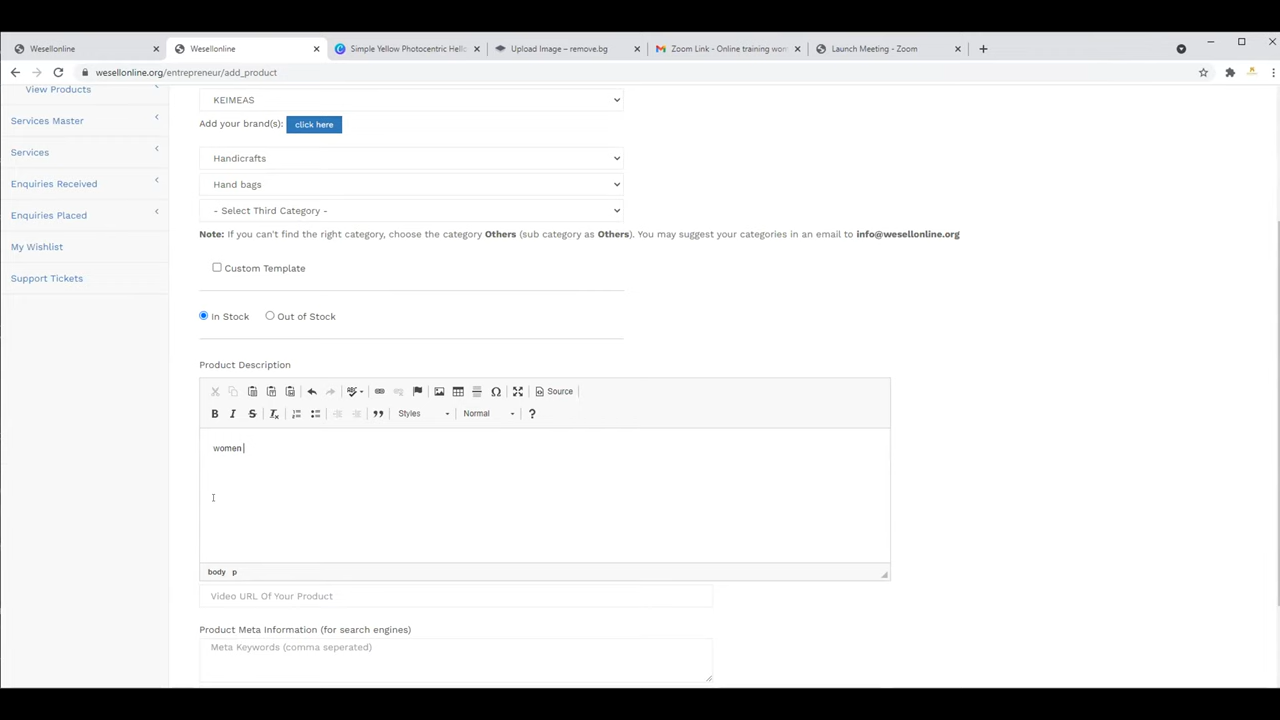 Wesellonline
Wesellonline
Simple Yellow Photocentric Hello
Upload Image – remove.bg
Zoom Link - Online training wom
Launch Meeting - Zoom
wesellonline.org/entrepreneur/add_product
View Products
Services Master
Services
Enquiries Received
Enquiries Placed
My Wishlist
Support Tickets
KEIMEAS
Add your brand(s): click here
Handicrafts
Hand bags
- Select Third Category -
Note: If you can't find the right category, choose the category Others (sub category as Others). You may suggest your categories in an email to info@wesellonline.org
Custom Template
In Stock Out of Stock
Product Description
Source
Styles Normal
women
body p
Video URL Of Your Product
Product Meta Information (for search engines)
Meta Keywords (comma seperated)